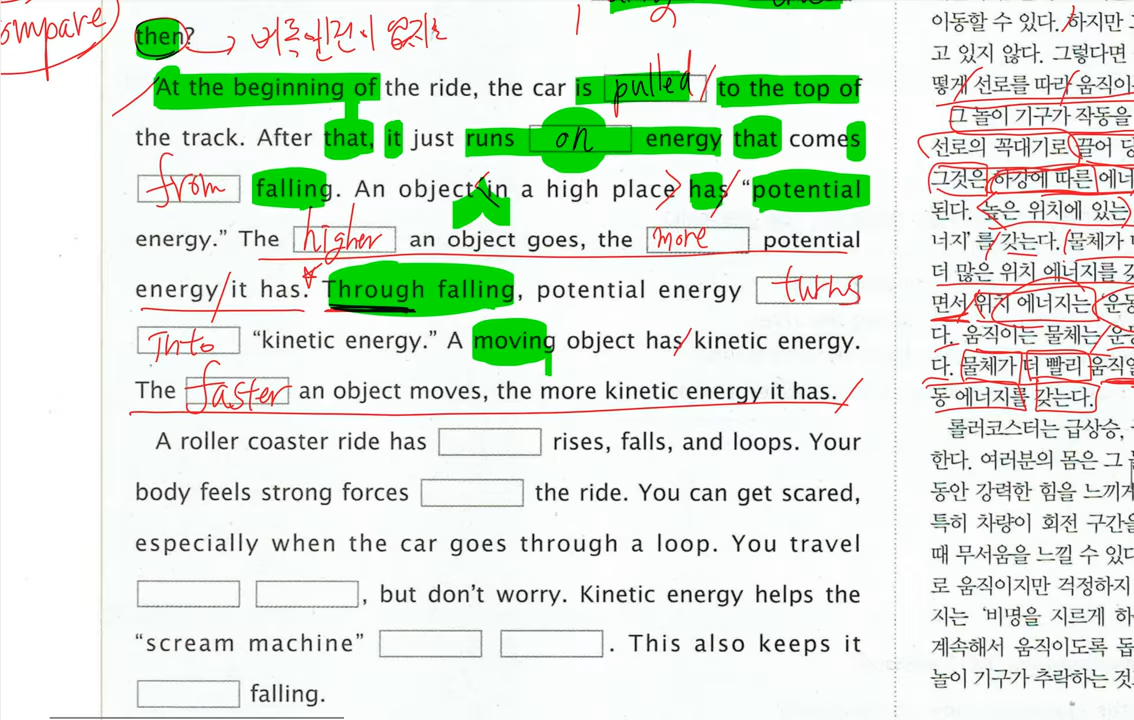 compare
then? → 버튼인건이 없지?
1 2
At the beginning of the ride, the car is pulled to the top of
the track. After that, it just runs on energy that comes
from falling. An object in a high place has “potential
energy.” The higher an object goes, the more potential
energy it has. Through falling, potential energy turns
Into “kinetic energy.” A moving object has kinetic energy.
The faster an object moves, the more kinetic energy it has.
A roller coaster ride has rises, falls, and loops. Your
body feels strong forces the ride. You can get scared,
especially when the car goes through a loop. You travel
, but don’t worry. Kinetic energy helps the
“scream machine” . This also keeps it
falling.
이동할 수 있다. 하지만
고 있지 않다. 그렇다면
떻게 선로를 따라 움직이
그 놀이 기구가 작동을
선로의 꼭대기로 끌어 당
그것은 하강에 따른 에너
된다. 높은 위치에 있는
너지’를 갖는다. 물체가
더 많은 위치 에너지를 갖
면서 위치 에너지는 ‘운동
다. 움직이는 물체는 운동
다. 물체가 더 빨리 움직일
동 에너지를 갖는다.
롤러코스터는 급상승,
한다. 여러분의 몸은 그
동안 강력한 힘을 느끼게
특히 차량이 회전 구간을
때 무서움을 느낄 수 있다
로 움직이지만 걱정하지
지는 ‘비명을 지르게 하
계속해서 움직이도록 돕
놀이 기구가 추락하는 것